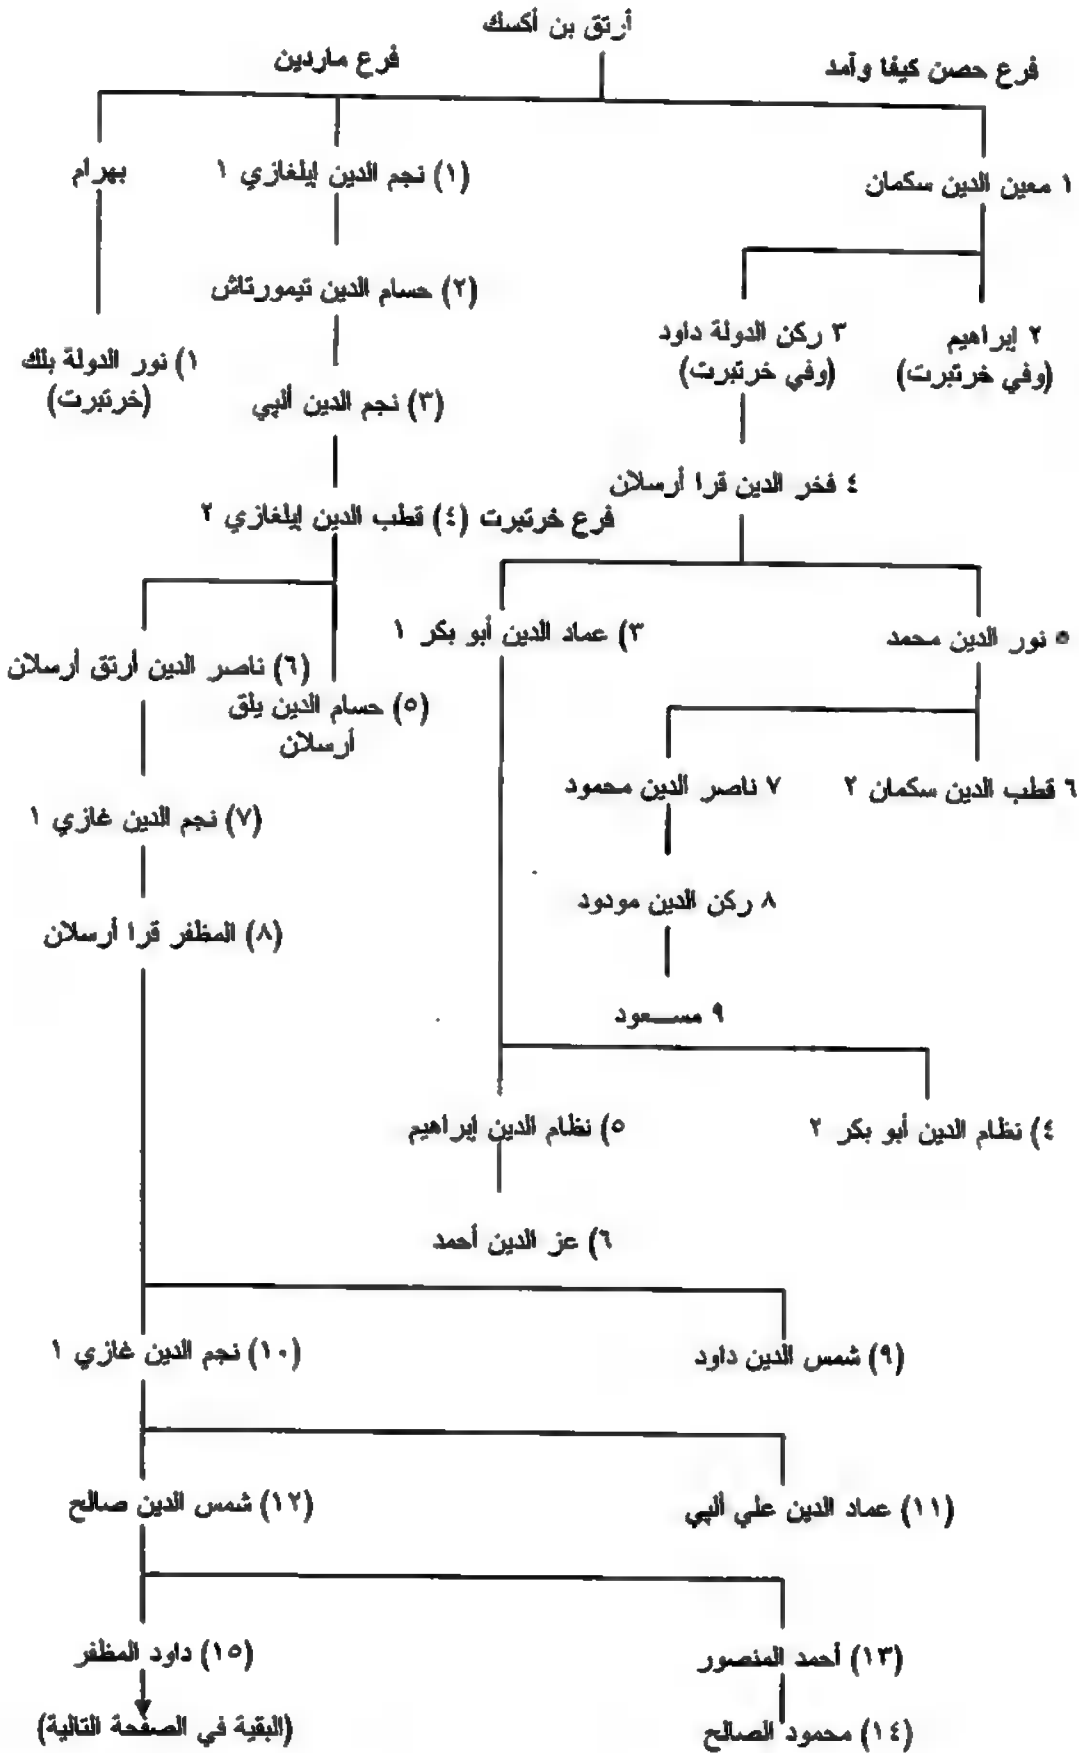 أرتق بن أكسك
فرع حصن كيفا وآمد
فرع ماردين
١ معين الدين سكمان
(١) نجم الدين إيلغازي ١
بهرام
(٢) حسام الدين تيمورتاش
٢ إبراهيم
(وفي خرتبرت)
٣ ركن الدولة داود
(وفي خرتبرت)
١) نور الدولة بلك
(خرتبرت)
(٣) نجم الدين ألبي
٤ فخر الدين قرا أرسلان
فرع خرتبرت (٤) قطب الدين إيلغازي ٢
٥ نور الدين محمد
٣) عماد الدين أبو بكر ١
(٦) ناصر الدين أرتق أرسلان
(٥) حسام الدين يلق
أرسلان
٦ قطب الدين سكمان ٢
٧ ناصر الدين محمود
(٧) نجم الدين غازي ١
٨ ركن الدين مودود
(٨) المظفر قرا أرسلان
٩ مسعود
٤) نظام الدين أبو بكر ٢
٥) نظام الدين إبراهيم
٦) عز الدين أحمد
(٩) شمس الدين داود
(١٠) نجم الدين غازي ١
(١١) عماد الدين علي ألبي
(١٢) شمس الدين صالح
(١٣) أحمد المنصور
(١٥) داود المظفر
(١٤) محمود الصالح
(البقية في الصفحة التالية)